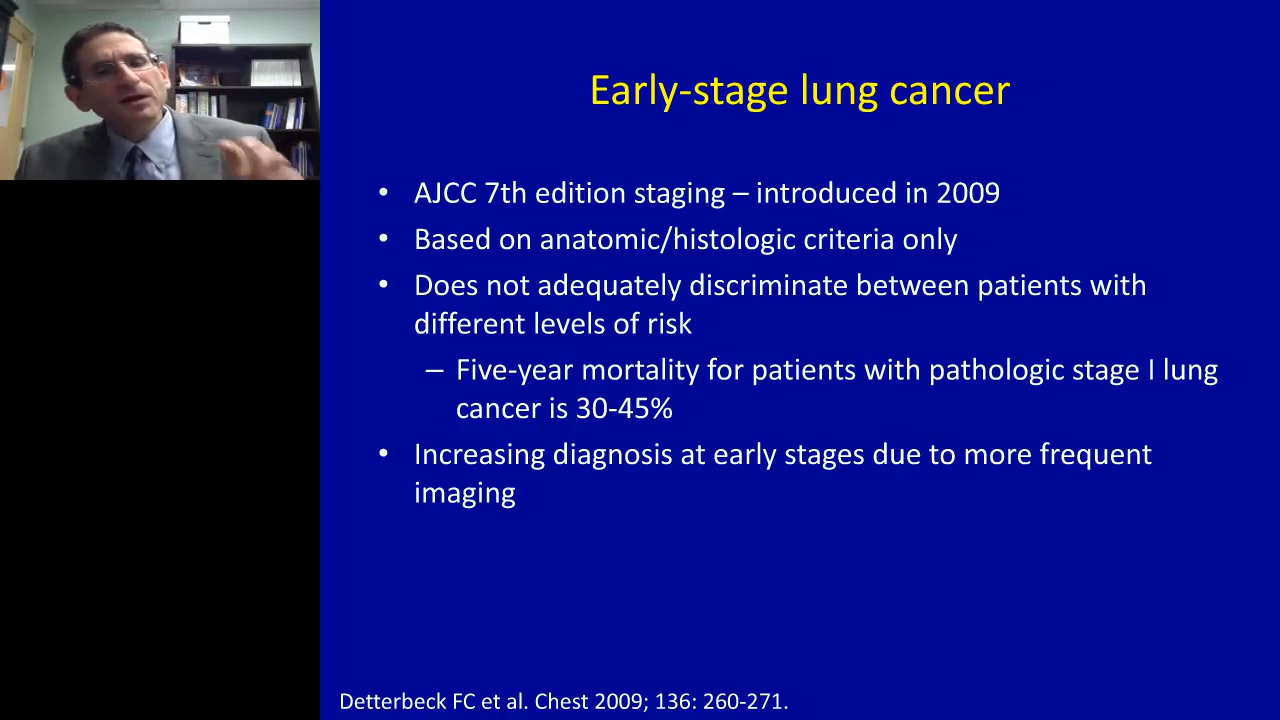 Early-stage lung cancer
• AJCC 7th edition staging – introduced in 2009
• Based on anatomic/histologic criteria only
• Does not adequately discriminate between patients with
different levels of risk
– Five-year mortality for patients with pathologic stage I lung
cancer is 30-45%
• Increasing diagnosis at early stages due to more frequent
imaging
Detterbeck FC et al. Chest 2009; 136: 260-271.